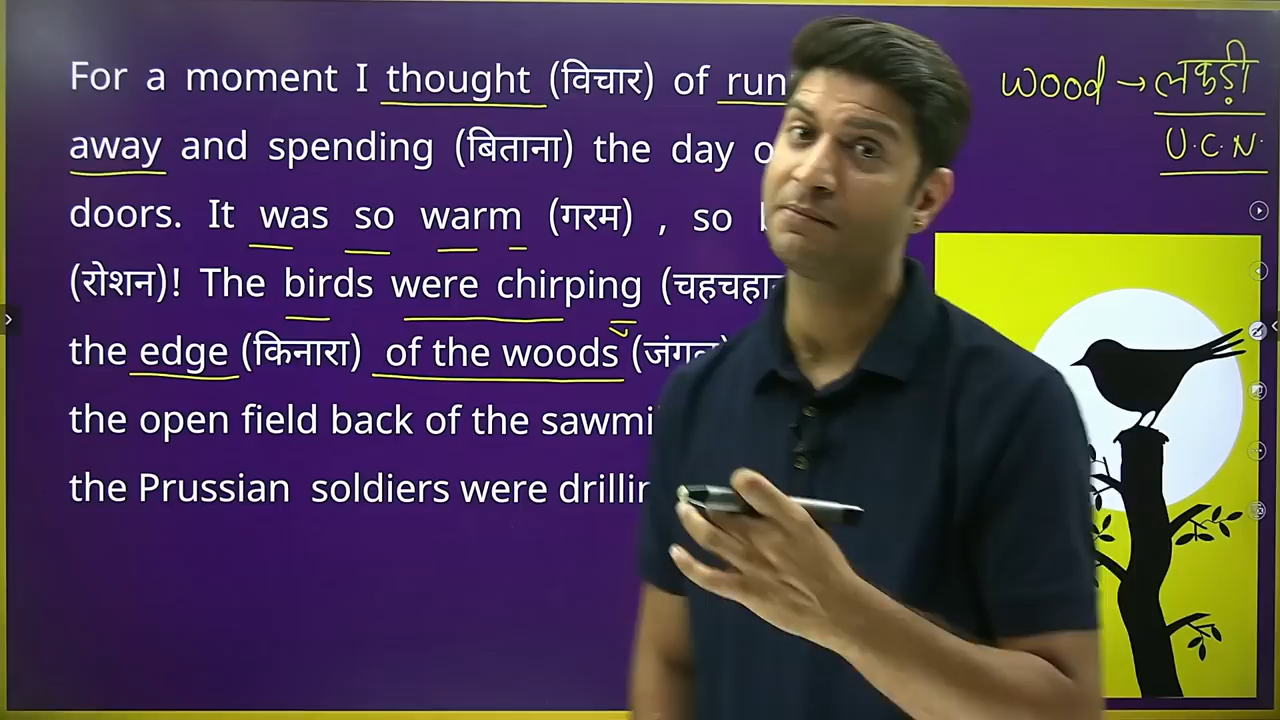 For a moment I thought (विचार) of run
away and spending (बिताना) the day o
doors. It was so warm (गरम) , so
(रोशन)! The birds were chirping (चहचहा
the edge (किनारा) of the woods (जंगल)
the open field back of the sawmi
the Prussian soldiers were drillin
wood → लकड़ी
U.C.N.